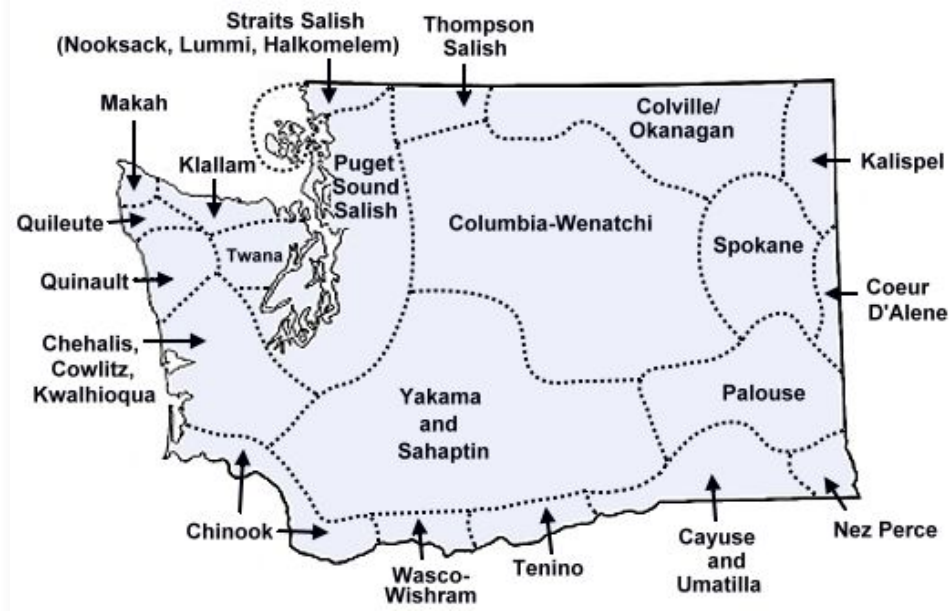 Straits Salish
(Nooksack, Lummi, Halkomelem)
Thompson
Salish
Makah
Colville/
Okanagan
Klallam
Puget
Sound
Salish
Kalispel
Quileute
Columbia-Wenatchi
Spokane
Twana
Quinault
Coeur
D'Alene
Chehalis,
Cowlitz,
Kwalhioqua
Yakama
and
Sahaptin
Palouse
Chinook
Wasco-
Wishram
Tenino
Cayuse
and
Umatilla
Nez Perce